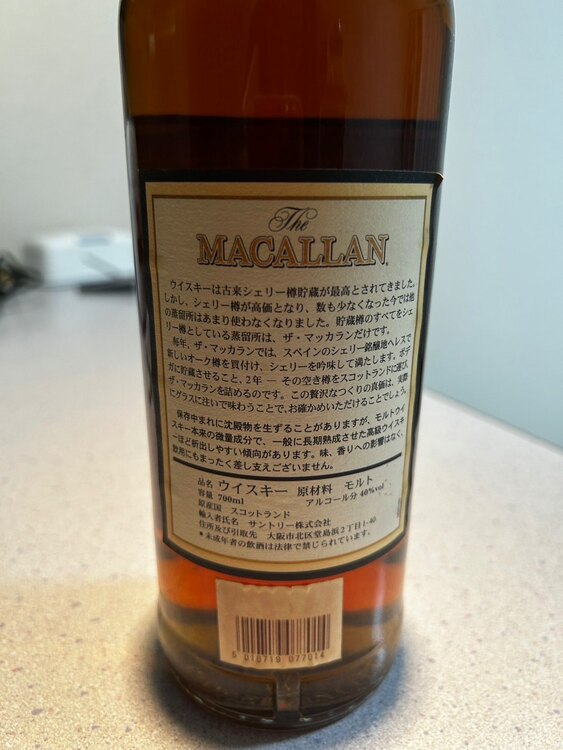 The
MACALLAN
ウイスキーは古来シェリー樽貯蔵が最高とされてきました。
しかし、シェリー樽が高価となり、数も少なくなった今では他
の蒸留所はあまり使わなくなりました。貯蔵樽のすべてをシェ
リー樽としている蒸留所は、ザ・マッカランだけです。
毎年、ザ・マッカランでは、スペインのシェリー銘醸地ヘレスで
新しいオーク樽を買付け、シェリーを吟味して満たします。ボデ
ガに貯蔵させること、2年 ― その空き樽をスコットランドに運び、
ザ・マッカランを詰めるのです。この贅沢なつくりの真価は、実際
にグラスに注いで味わうことで、お確かめいただけることでしょう。
保存中まれに沈殿物を生ずることがありますが、モルトウイ
スキー本来の微量成分で、一般に長期熟成させた高級ウイスキ
ーほど析出しやすい傾向があります。味、香りへの影響はなく、
飲用にもまったく差し支えございません。
品名 ウイスキー 原材料 モルト
容量 700ml アルコール分 40%vol
原産国 スコットランド
輸入者氏名 サントリー株式会社
住所及び引取先 大阪市北区堂島浜2丁目1-40
*未成年者の飲酒は法律で禁じられています。
5 010719 077014